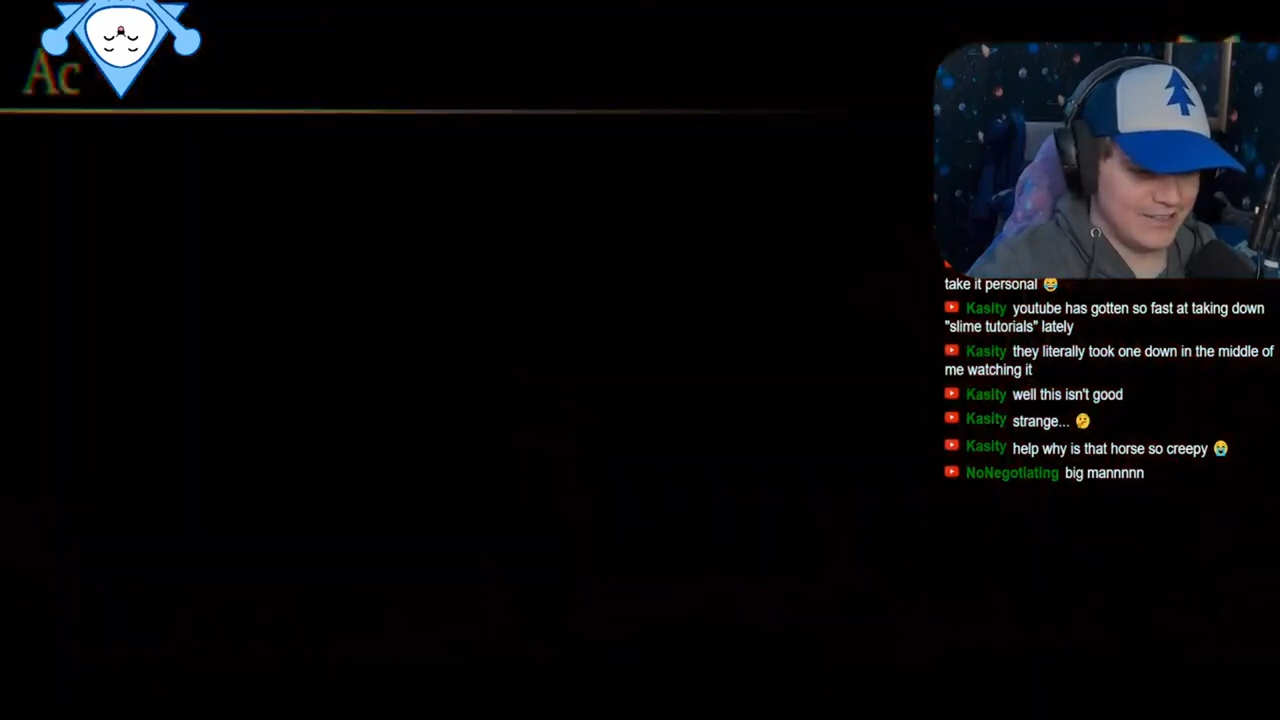 Ac
take it personal 😂
Kasity youtube has gotten so fast at taking down
"slime tutorials" lately
Kasity they literally took one down in the middle of
me watching it
Kasity well this isn't good
Kasity strange... 🤔
Kasity help why is that horse so creepy 😭
NoNegotiating big mannnnn